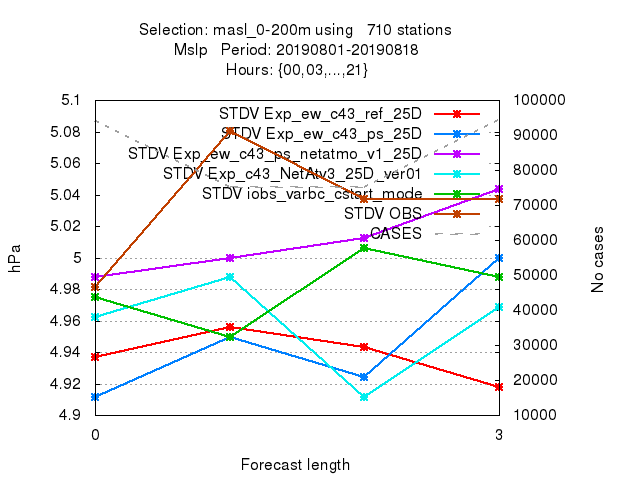 Selection: masl_0-200m using   710 stations
Mslp   Period: 20190801-20190818
Hours: {00,03,...,21}
5.1
5.08
5.06
5.04
5.02
5
4.98
4.96
4.94
4.92
4.9
hPa
STDV Exp_ew_c43_ref_25D
STDV Exp_ew_c43_ps_25D
STDV Exp_ew_c43_ps_netatmo_v1_25D
STDV Exp_c43_NetAtv3_25D_ver01
STDV iobs_varbc_cstart_mode
STDV OBS
CASES
100000
90000
80000
70000
60000
50000
40000
30000
20000
10000
No cases
0
3
Forecast length